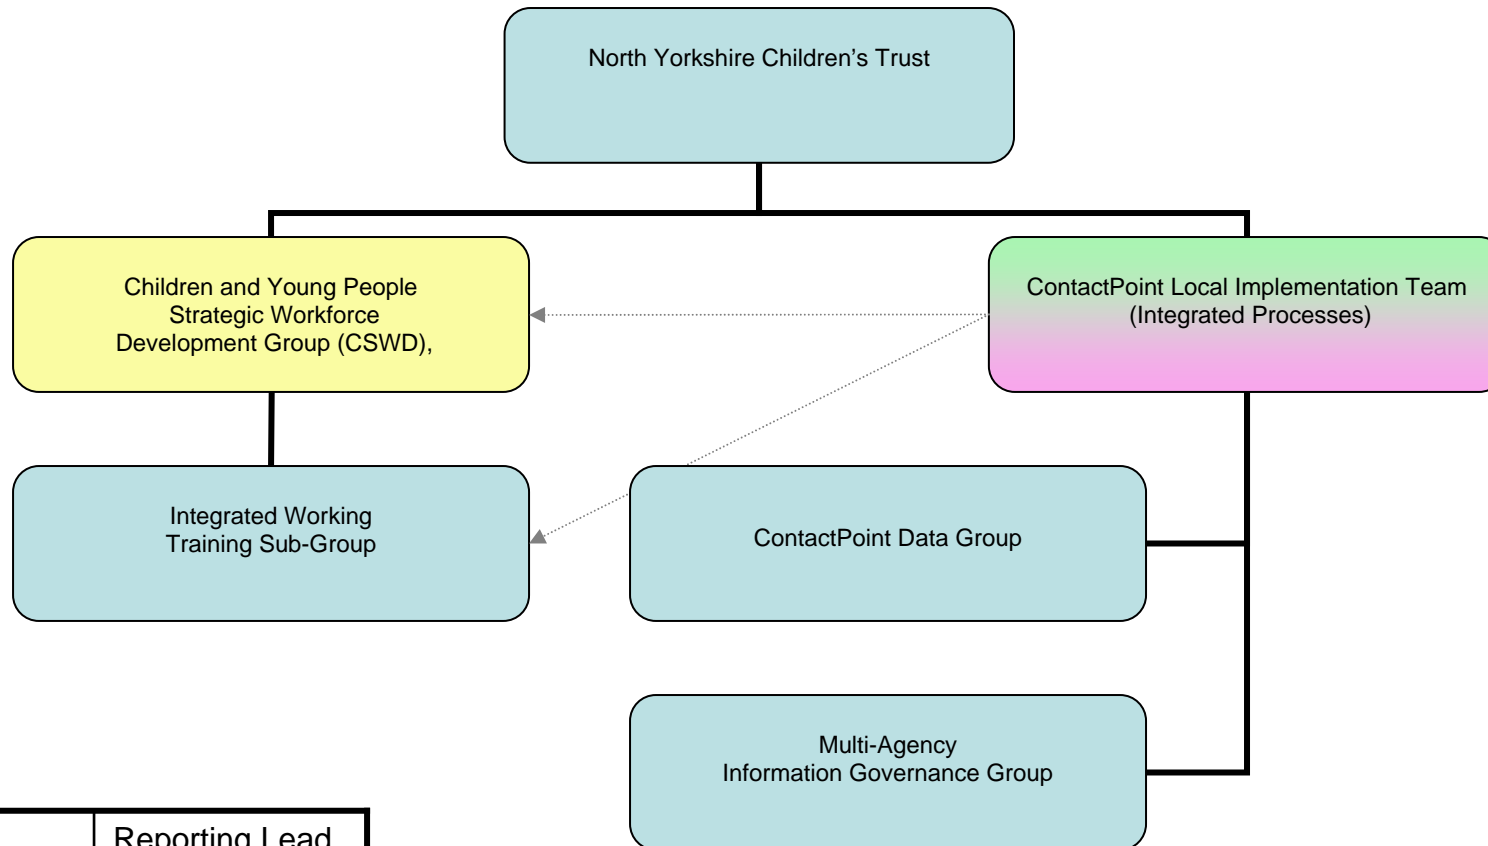 North Yorkshire Children’s Trust
Children and Young People
Strategic Workforce
Development Group (CSWD),
ContactPoint Local Implementation Team
(Integrated Processes)
Integrated Working
Training Sub-Group
ContactPoint Data Group
Multi-Agency
Information Governance Group
Reporting Lead